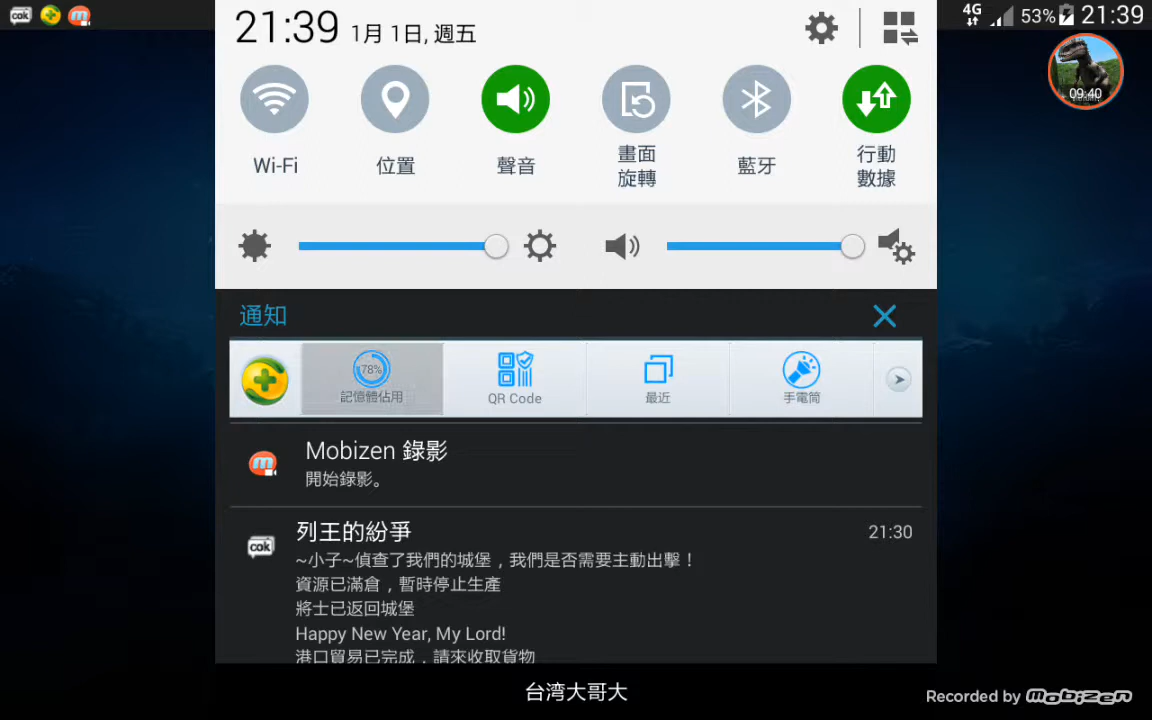 cok
4G
53%
21:39
21:39 1月 1日, 週五
09:40
Wi-Fi
位置
聲音
畫面
旋轉
藍牙
行動
數據
通知
78%
記憶體佔用
QR Code
最近
手電筒
m
Mobizen 錄影
開始錄影。
cok
列王的紛爭
21:30
~小子~偵查了我們的城堡，我們是否需要主動出擊！
資源已滿倉，暫時停止生產
將士已返回城堡
Happy New Year, My Lord!
港口貿易已完成，請來收取貨物
台湾大哥大
Recorded by mobizen